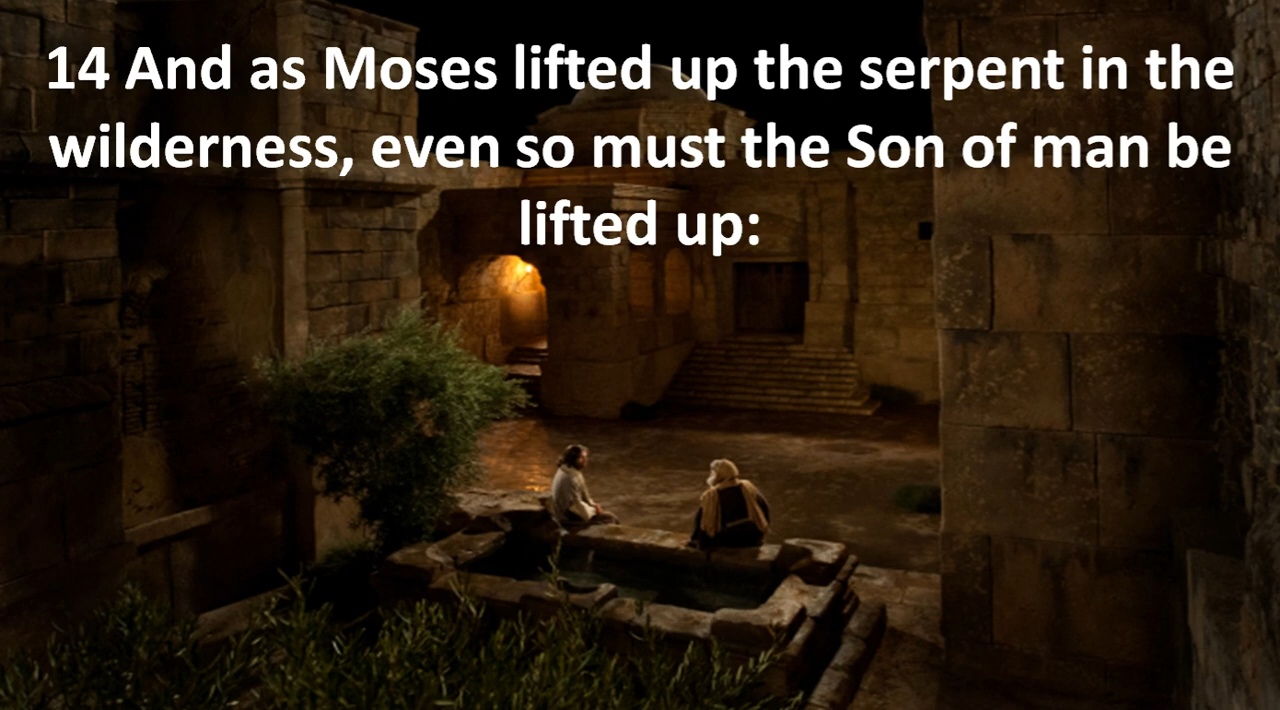 14 And as Moses lifted up the serpent in the
wilderness, even so must the Son of man be
lifted up: